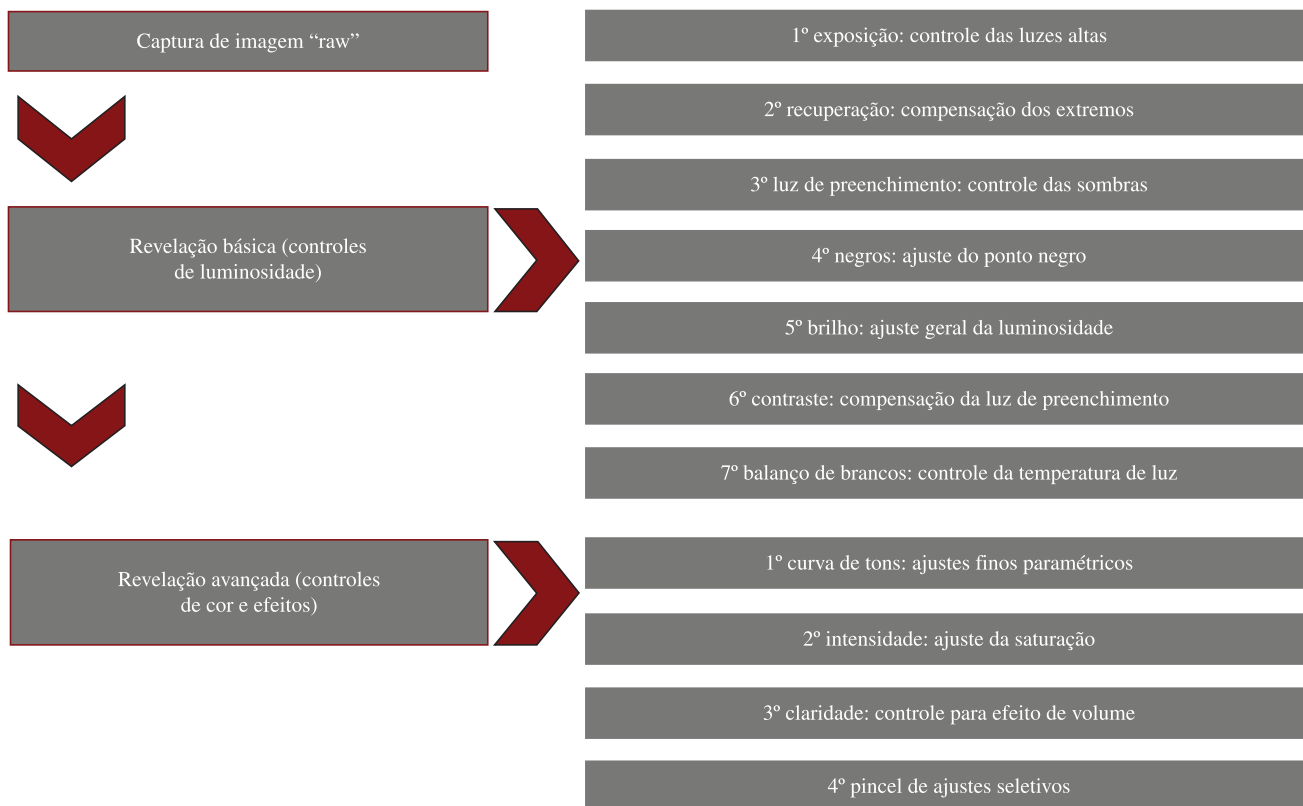 Captura de imagem “raw”
Revelação básica (controles
de luminosidade)
1º exposição: controle das luzes altas
2º recuperação: compensação dos extremos
3º luz de preenchimento: controle das sombras
4º negros: ajuste do ponto negro
5º brilho: ajuste geral da luminosidade
6º contraste: compensação da luz de preenchimento
7º balanço de brancos: controle da temperatura de luz
Revelação avançada (controles
de cor e efeitos)
1º curva de tons: ajustes finos paramétricos
2º intensidade: ajuste da saturação
3º claridade: controle para efeito de volume
4º pincel de ajustes seletivos